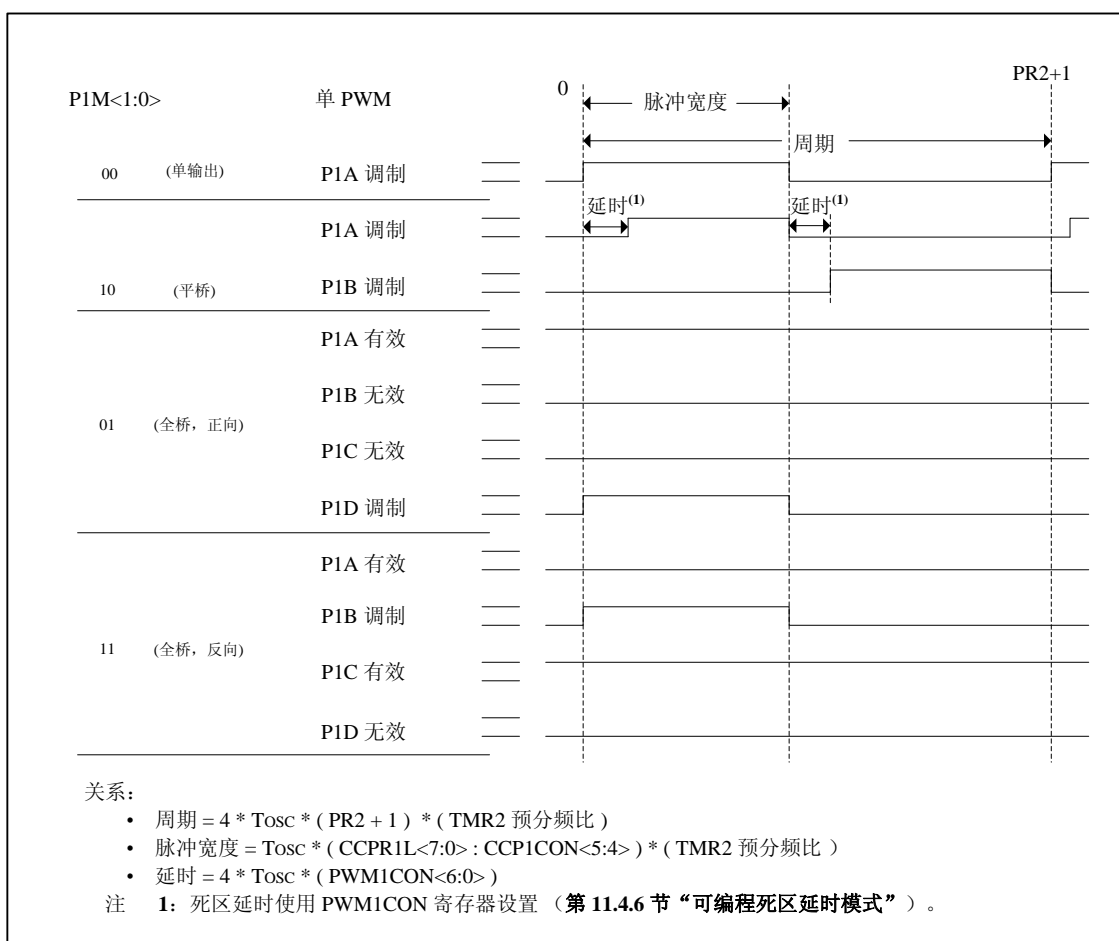 P1M<1:0> 单 PWM 0 PR2+1
脉冲宽度
周期
00 (单输出) P1A 调制
延时(1) 延时(1)
P1A 调制
10 (平桥) P1B 调制
P1A 有效
P1B 无效
01 (全桥，正向)
P1C 无效
P1D 调制
P1A 有效
P1B 调制
11 (全桥，反向)
P1C 有效
P1D 无效
关系：
• 周期 = 4 * Tosc * ( PR2 + 1 ) * ( TMR2 预分频比 )
• 脉冲宽度 = Tosc * ( CCPR1L<7:0> : CCP1CON<5:4> ) * ( TMR2 预分频比 ）
• 延时 = 4 * Tosc * ( PWM1CON<6:0> )
注 1：死区延时使用 PWM1CON 寄存器设置 （第 11.4.6 节“可编程死区延时模式”）。